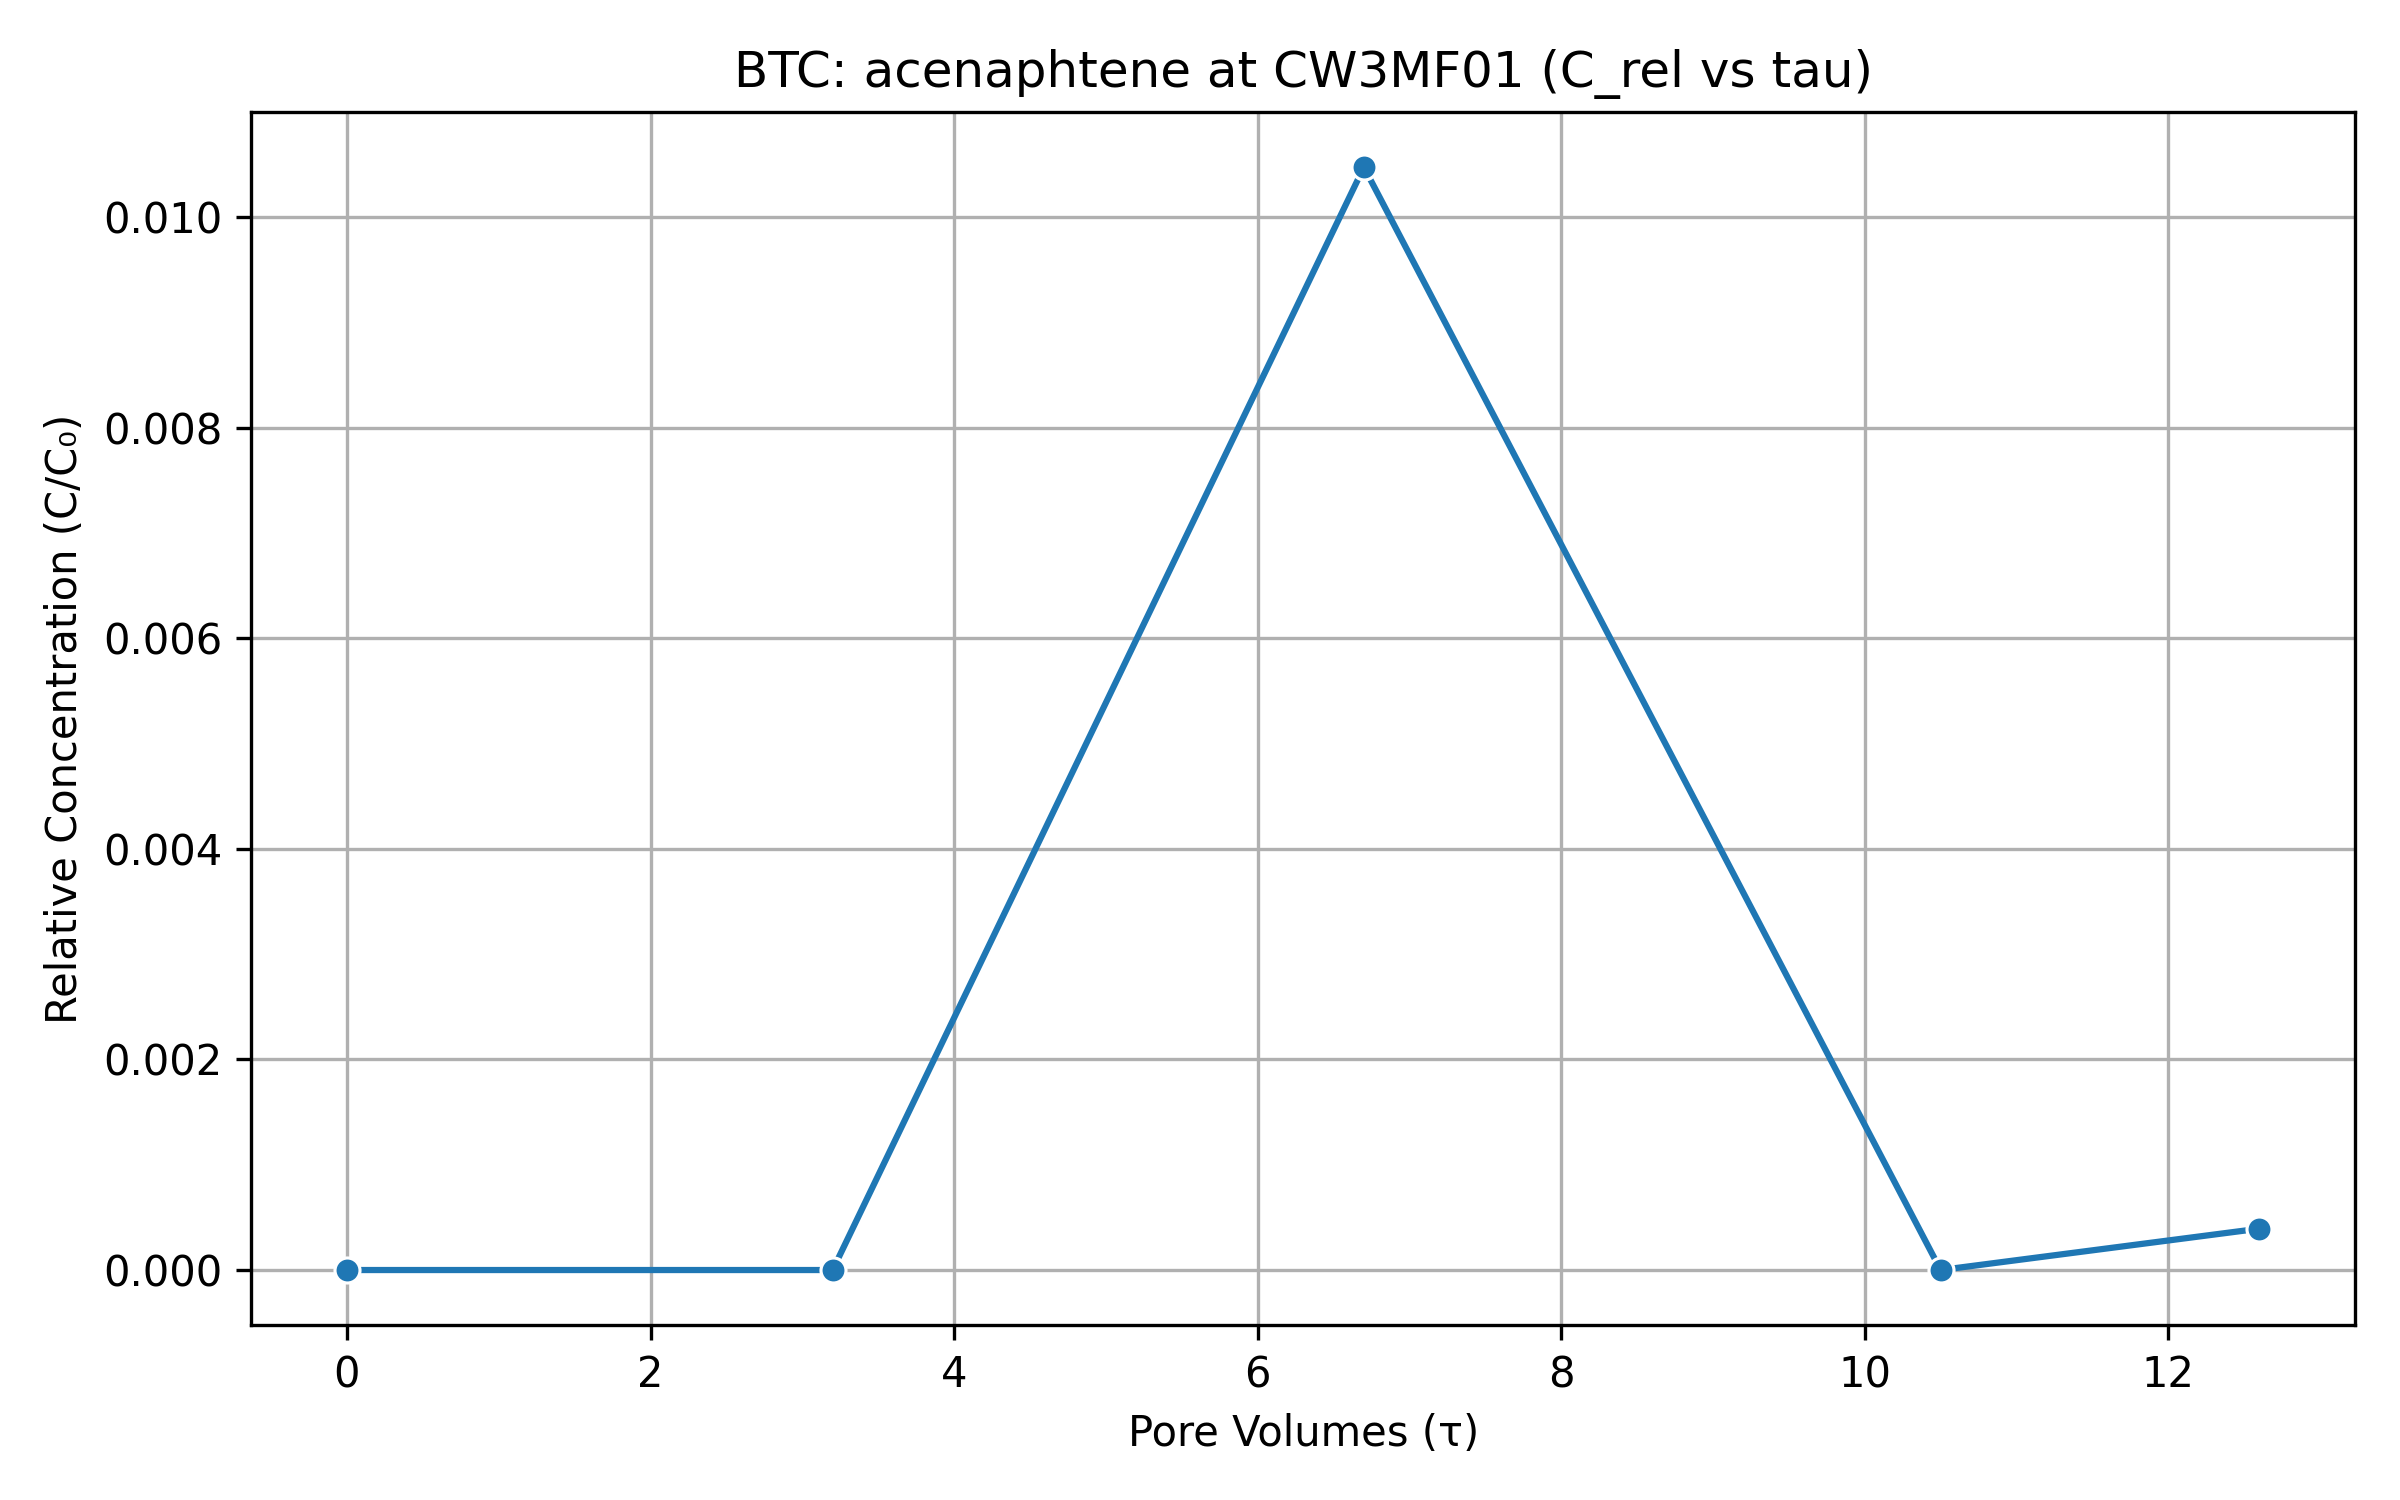 BTC: acenaphtene at CW3MF01 (C_rel vs tau)
Relative Concentration (C/C₀)
0.010
0.008
0.006
0.004
0.002
0.000
0 2 4 6 8 10 12
Pore Volumes (τ)